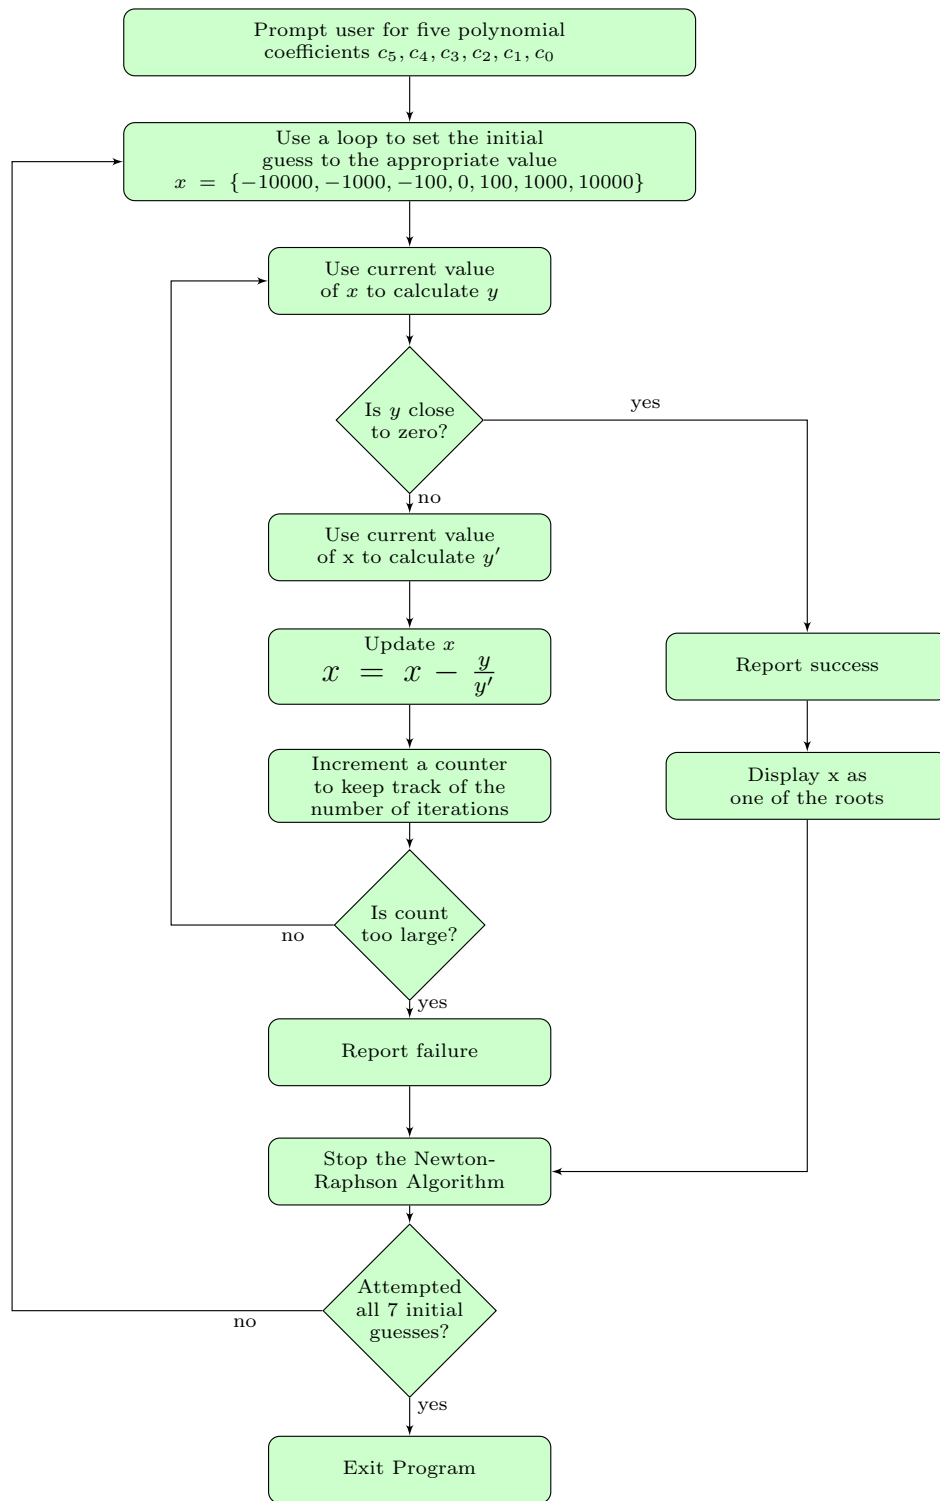 Prompt user for five polynomial
coefficients c₅, c₄, c₃, c₂, c₁, c₀
Use a loop to set the initial
guess to the appropriate value
x = {−10000, −1000, −100, 0, 100, 1000, 10000}
Use current value
of x to calculate y
Is y close
to zero?
yes
no
Use current value
of x to calculate y′
Update x
x = x − y/y′
Report success
Increment a counter
to keep track of the
number of iterations
Display x as
one of the roots
Is count
too large?
no
yes
Report failure
Stop the Newton-
Raphson Algorithm
Attempted
all 7 initial
guesses?
no
yes
Exit Program